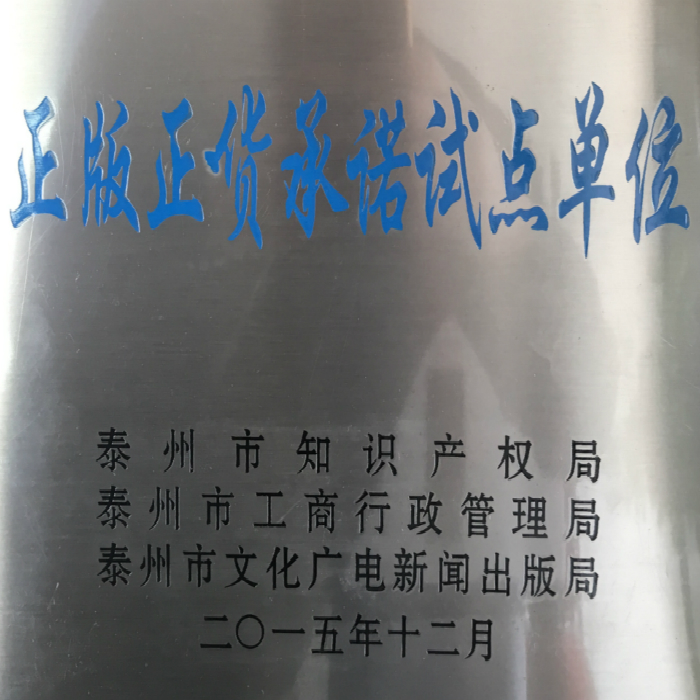 正版正货承诺试点单位
泰州市知识产权局
泰州市工商行政管理局
泰州市文化广电新闻出版局
二〇一五年十二月